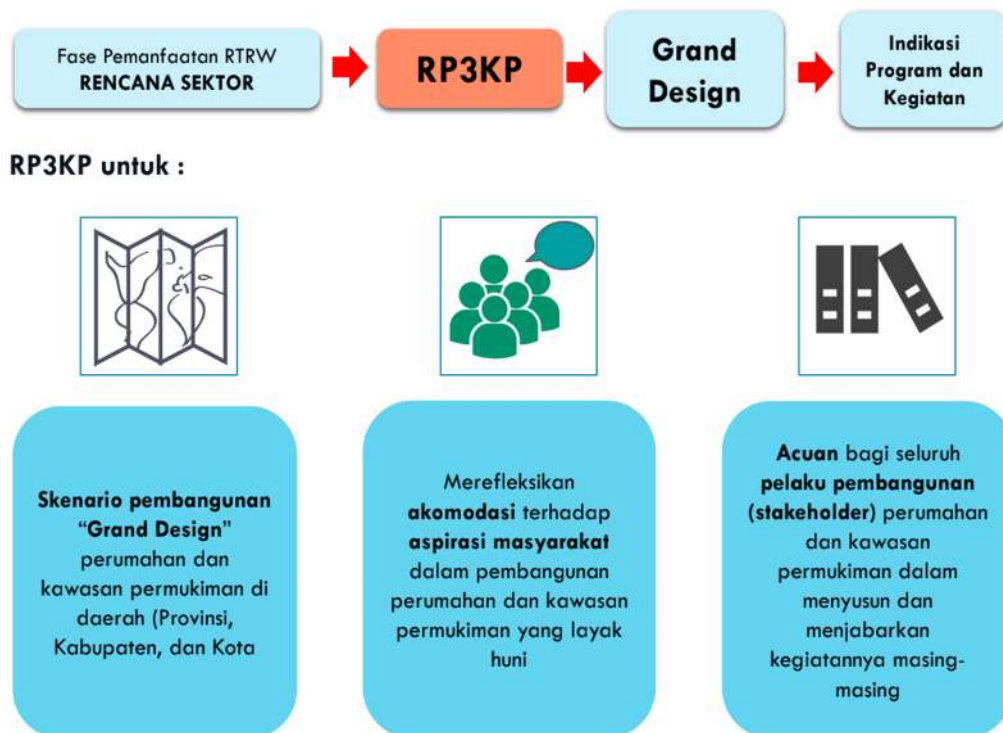 Fase Pemanfaatan RTRW
RENCANA SEKTOR
RP3KP
Grand
Design
Indikasi
Program dan
Kegiatan
RP3KP untuk :
Skenario pembangunan
“Grand Design”
perumahan dan
kawasan permukiman di
daerah (Provinsi,
Kabupaten, dan Kota
Merefleksikan
akomodasi terhadap
aspirasi masyarakat
dalam pembangunan
perumahan dan kawasan
permukiman yang layak
huni
Acuan bagi seluruh
pelaku pembangunan
(stakeholder) perumahan
dan kawasan
permukiman dalam
menyusun dan
menjabarkan
kegiatannya masing-
masing